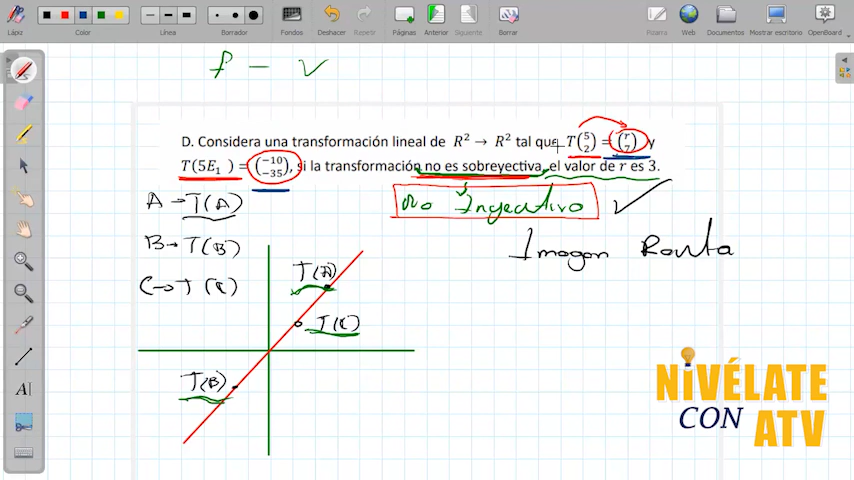 Lápiz
Color
Línea
Borrador
Fondos
Deshacer
Repetir
Páginas
Anterior
Siguiente
Borrar
Pizarra
Web
Documentos
Mostrar escritorio
OpenBoard
f – V
D. Considera una transformación lineal de R² → R² tal que T(5 2) = (r 7) y
T(5E₁ ) = (−10 −35), si la transformación no es sobreyectiva, el valor de r es 3.
No Inyectivo ✓
A → T(A)
Imagen Recta
B → T(B)
C → T(C)
T(A)
T(C)
T(B)
A|
NIVÉLATE
CON
ATV